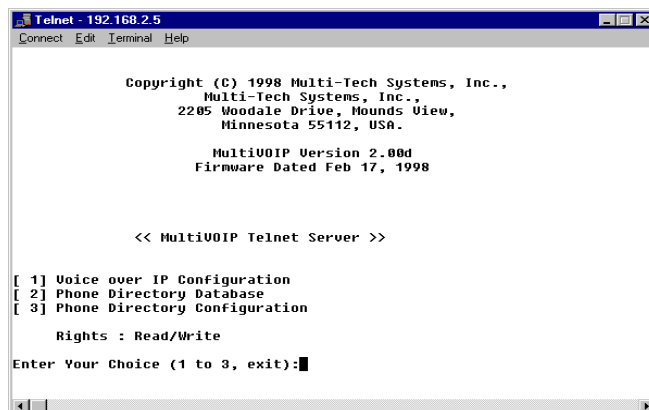 Telnet - 192.168.2.5
Connect Edit Terminal Help
Copyright (C) 1998 Multi-Tech Systems, Inc.,
Multi-Tech Systems, Inc.,
2205 Woodale Drive, Mounds View,
Minnesota 55112, USA.
MultiVOIP Version 2.00d
Firmware Dated Feb 17, 1998
<< MultiVOIP Telnet Server >>
[ 1] Voice over IP Configuration
[ 2] Phone Directory Database
[ 3] Phone Directory Configuration
Rights : Read/Write
Enter Your Choice (1 to 3, exit):